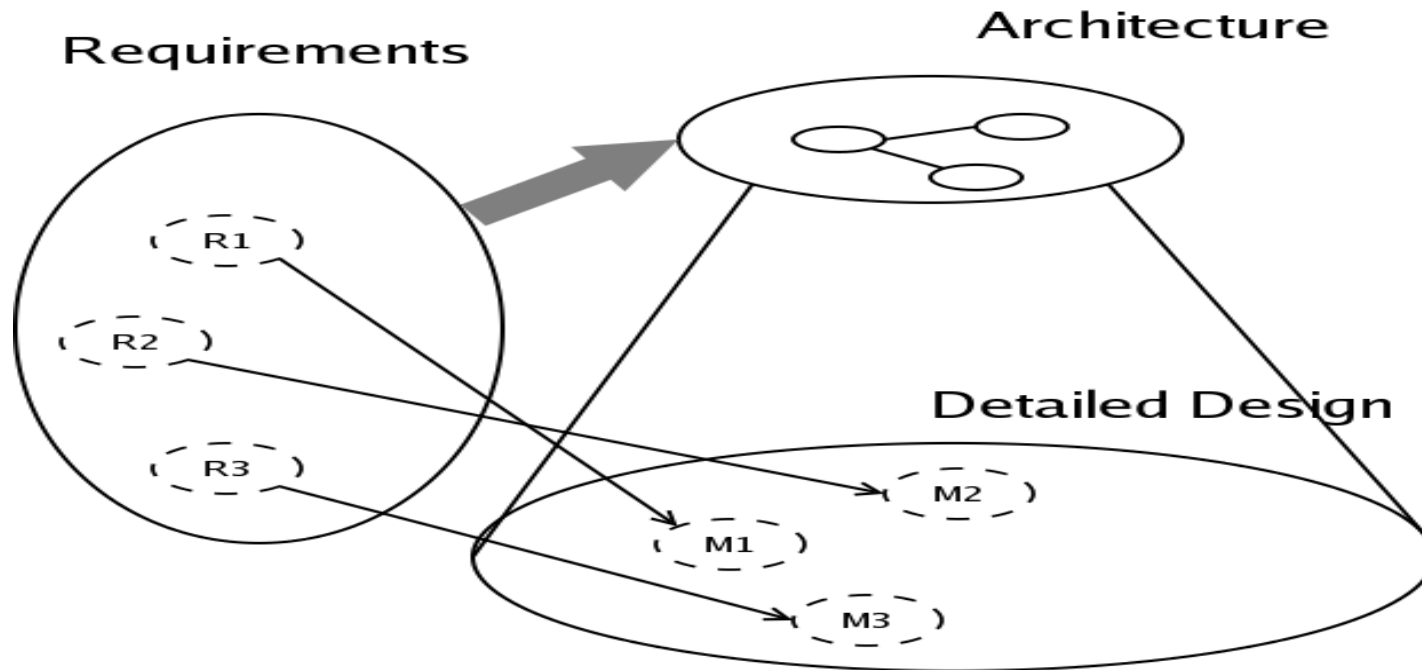 Architecture
Requirements
R1
R2
Detailed Design
R3
M2
M1
M3